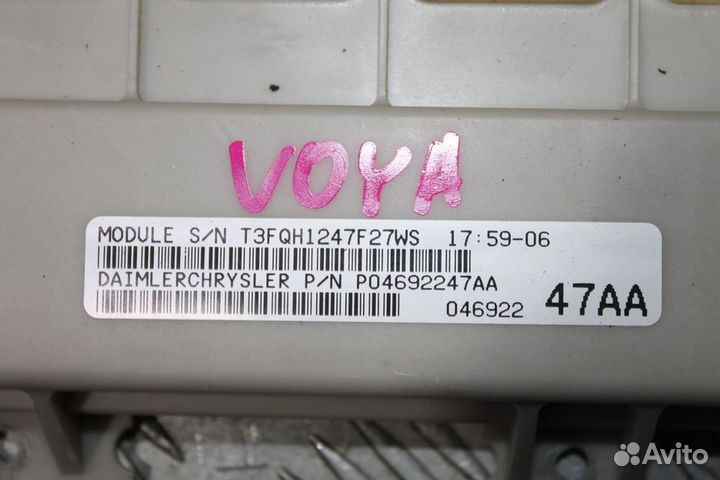 VOYA
MODULE S/N T3FQH1247F27WS 17:59-06
DAIMLERCHRYSLER P/N P04692247AA
046922 47AA
Avito